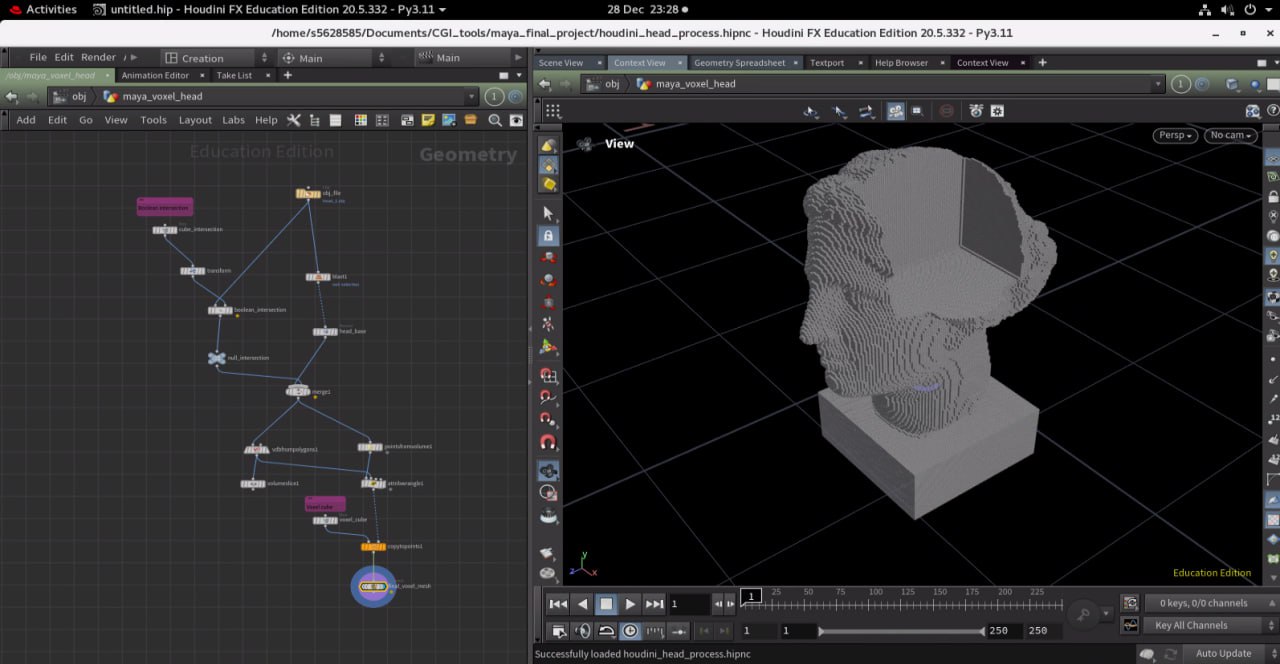 Activities untitled.hip - Houdini FX Education Edition 20.5.332 - Py3.11 28 Dec 23:28
/home/s5628585/Documents/CGI_tools/maya_final_project/houdini_head_process.hipnc - Houdini FX Education Edition 20.5.332 - Py3.11
File Edit Render Creation Main Main
/obj/maya_voxel_head Animation Editor Take List
obj maya_voxel_head 1
Add Edit Go View Tools Layout Labs Help
Education Edition Geometry
obj_file
Boolean intersection
cube_intersection
transform
blast1
boolean_intersection
head_base
null_intersection
merge1
vdbfrompolygons1
pointsfromvolume1
volumeslice1
attribwrangle1
Voxel cube
voxel_cube
copytopoints1
Scene View Context View Geometry Spreadsheet Textport Help Browser Context View
obj maya_voxel_head 1
View
Persp No cam
y
z x
Education Edition
1 1 25 50 75 100 125 150 175 200 225
0 keys, 0/0 channels
1 1 250 250 Key All Channels
Successfully loaded houdini_head_process.hipnc Auto Update